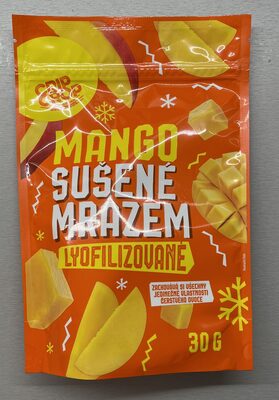 MANGO
SUŠENÉ
MRAZEM
LYOFILIZOVANÉ
ZACHOVÁVÁ SI VŠECHNY
JEDINEČNÉ VLASTNOSTI
ČERSTVÉHO OVOCE
30 G